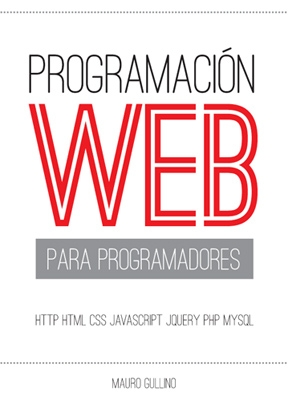 PROGRAMACIÓN
WEB
PARA PROGRAMADORES
HTTP HTML CSS JAVASCRIPT JQUERY PHP MYSQL
MAURO GULLINO